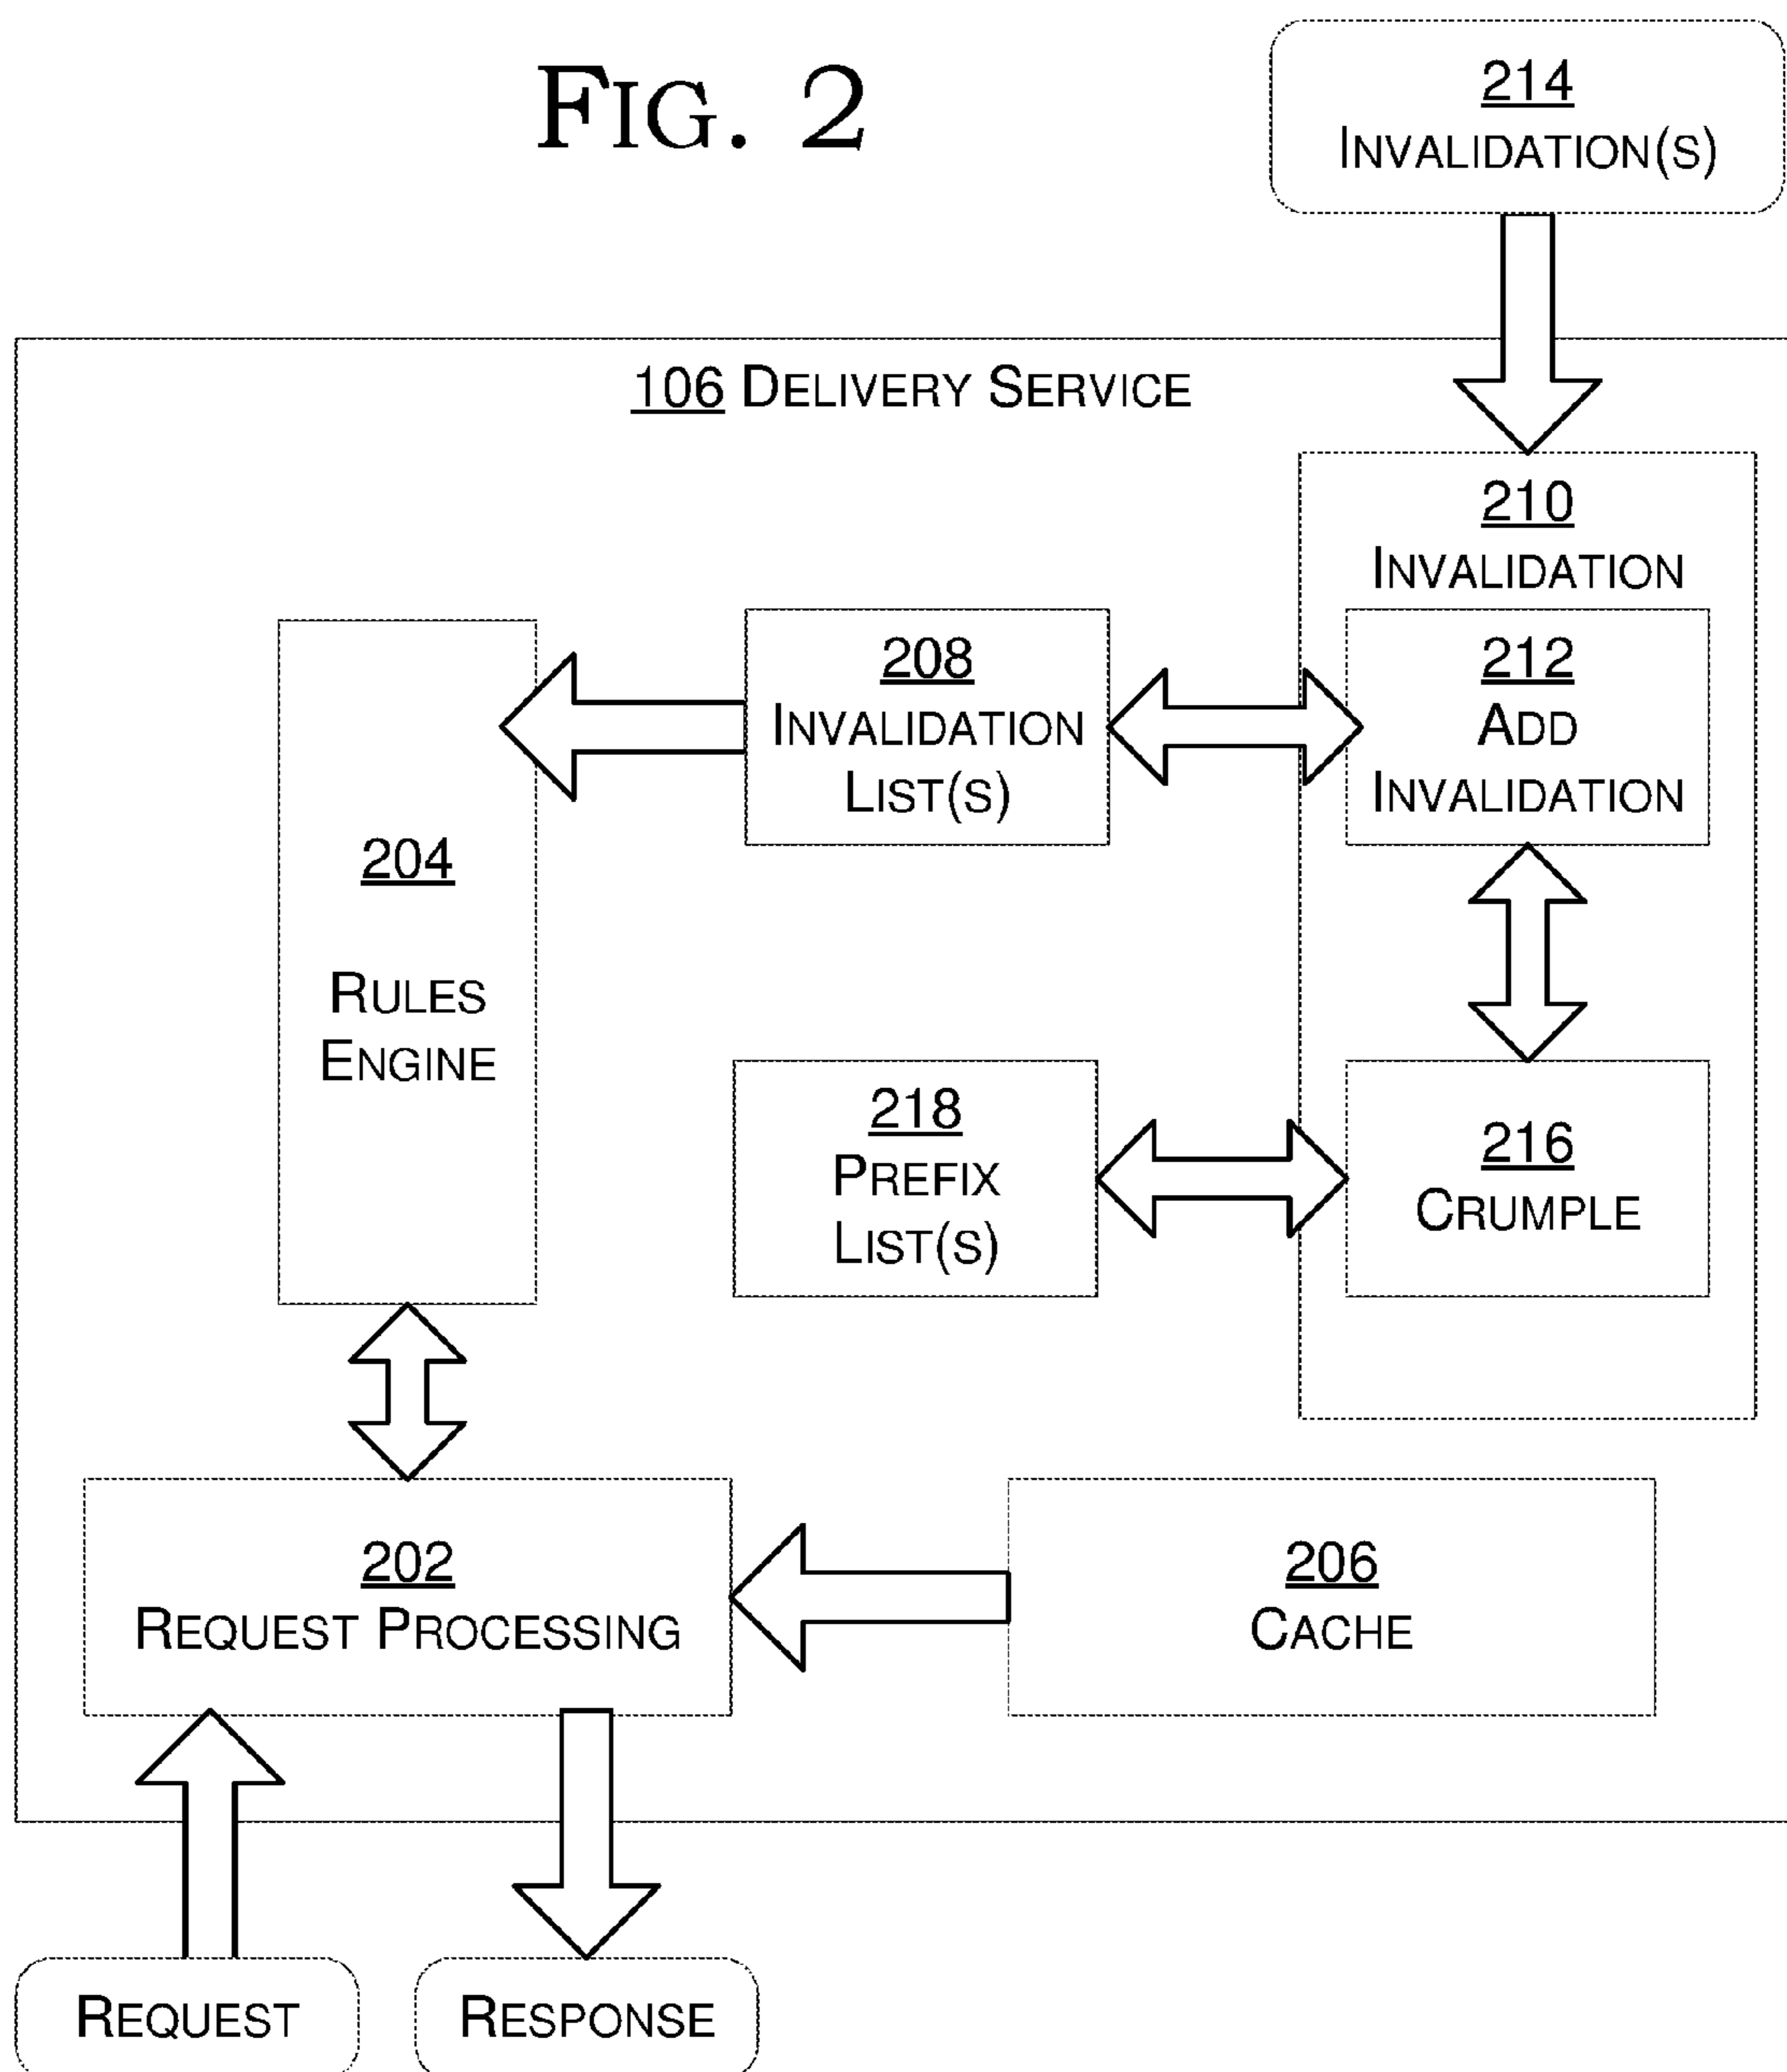 FIG. 2
214
INVALIDATION(S)
106 DELIVERY SERVICE
210
INVALIDATION
208
INVALIDATION
LIST(S)
212
ADD
INVALIDATION
204
RULES
ENGINE
218
PREFIX
LIST(S)
216
CRUMPLE
202
REQUEST PROCESSING
206
CACHE
REQUEST
RESPONSE